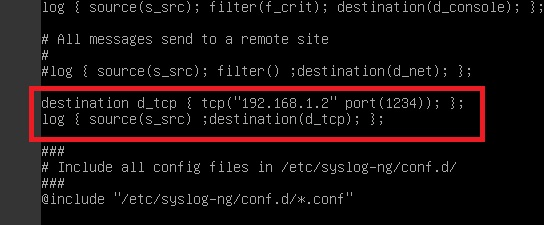 log { source(s_src); filter(f_crit); destination(d_console); };
# All messages send to a remote site
#
#log { source(s_src); filter() ;destination(d_net); };
destination d_tcp { tcp("192.168.1.2" port(1234)); };
log { source(s_src) ;destination(d_tcp); };
###
# Include all config files in /etc/syslog-ng/conf.d/
###
@include "/etc/syslog-ng/conf.d/*.conf"